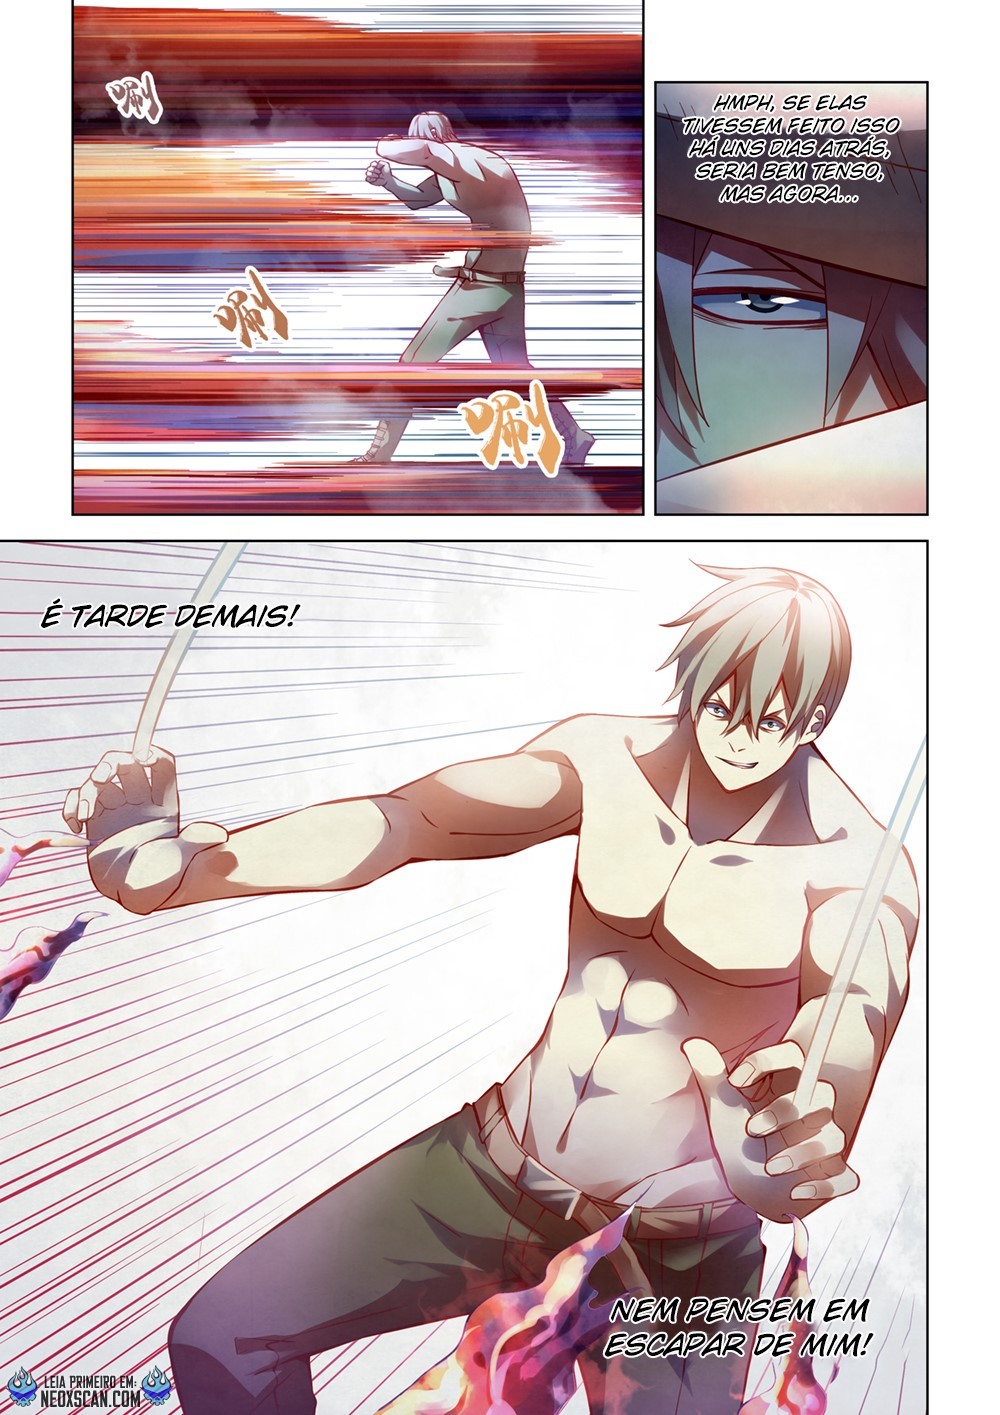 唰
唰
唰
HMPH, SE ELAS
TIVESSEM FEITO ISSO
HÁ UNS DIAS ATRÁS,
SERIA BEM TENSO,
MAS AGORA...
É TARDE DEMAIS!
NEM PENSEM EM
ESCAPAR DE MIM!
LEIA PRIMEIRO EM:
NEOXSCAN.COM